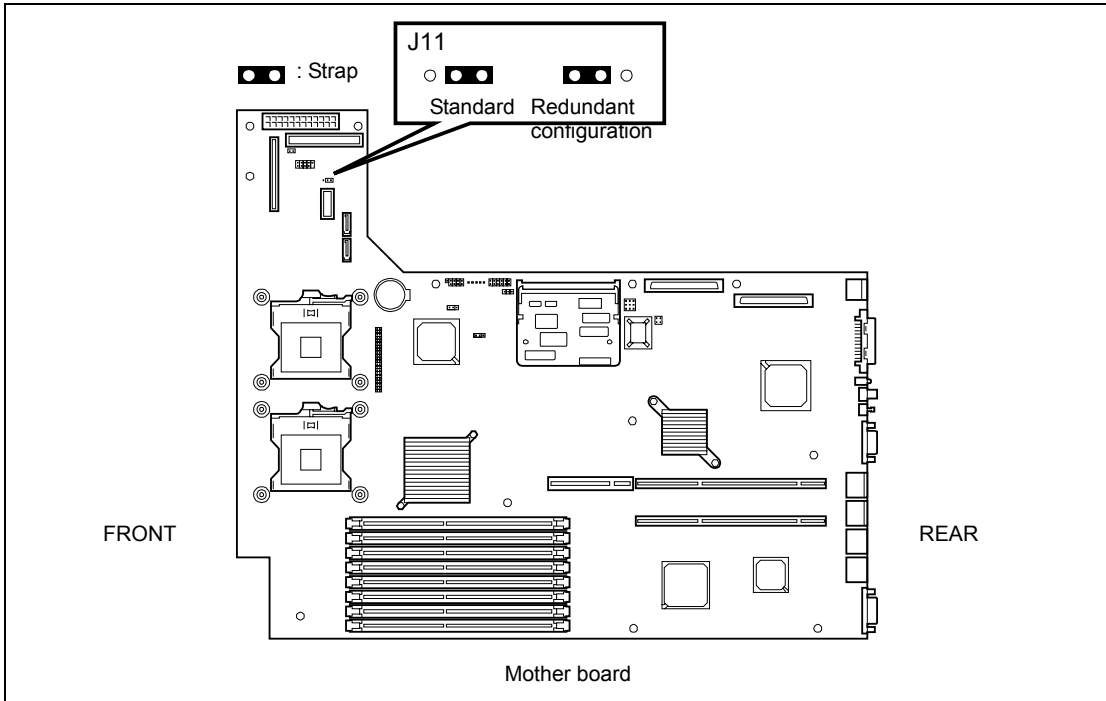 J11
: Strap
Standard Redundant
configuration
FRONT
REAR
Mother board